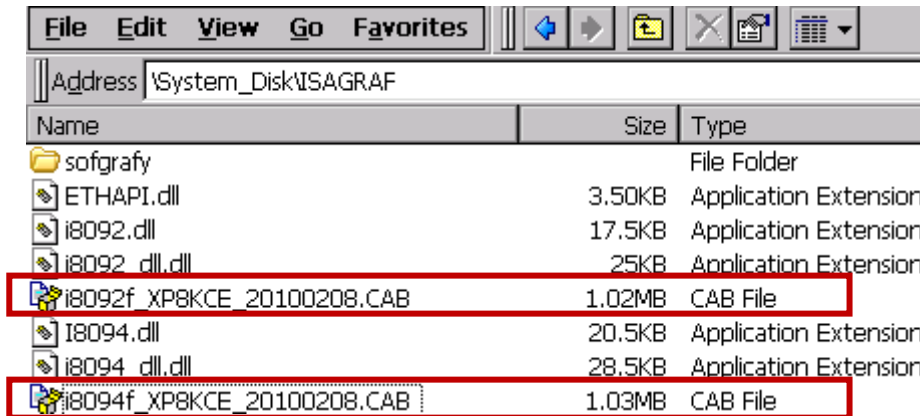 File Edit View Go Favorites
Address \System_Disk\ISAGRAF
Name Size Type
sofgrafy File Folder
ETHAPI.dll 3.50KB Application Extension
i8092.dll 17.5KB Application Extension
i8092_dll.dll 25KB Application Extension
i8092f_XP8KCE_20100208.CAB 1.02MB CAB File
I8094.dll 20.5KB Application Extension
i8094_dll.dll 28.5KB Application Extension
i8094f_XP8KCE_20100208.CAB 1.03MB CAB File